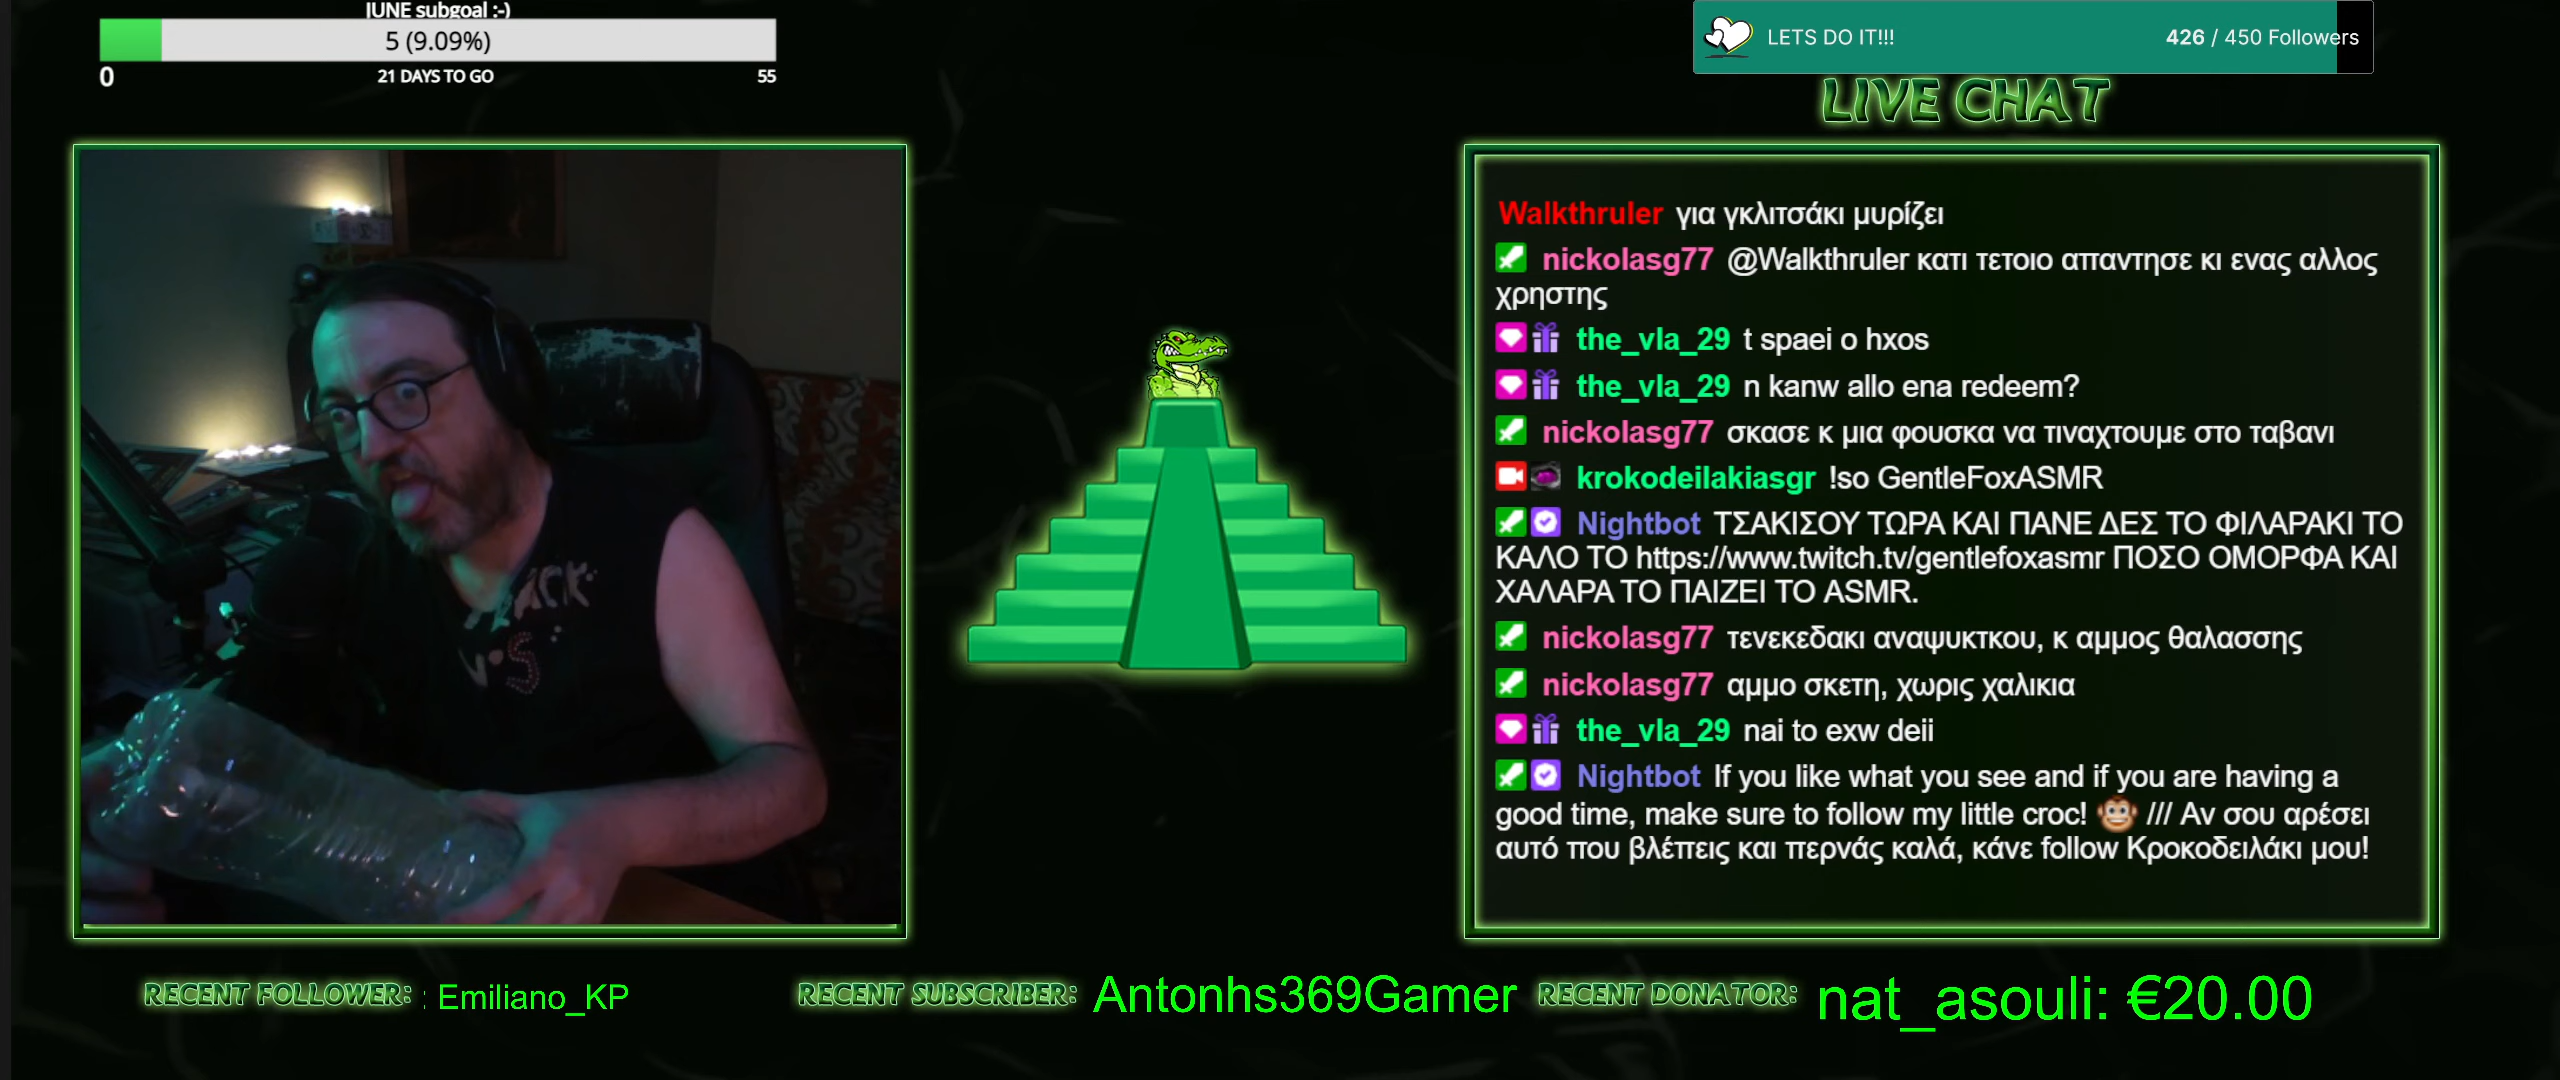 JUNE subgoal :-)
5 (9.09%)
0
21 DAYS TO GO
55
LETS DO IT!!!
426 / 450 Followers
LIVE CHAT
Walkthruler για γκλιτσάκι μυρίζει
nickolasg77 @Walkthruler κατι τετοιο απαντησε κι ενας αλλος
χρηστης
the_vla_29 t spaei o hxos
the_vla_29 n kanw allo ena redeem?
nickolasg77 σκασε κ μια φουσκα να τιναχτουμε στο ταβανι
krokodeilakiasgr !so GentleFoxASMR
Nightbot ΤΣΑΚΙΣΟΥ ΤΩΡΑ ΚΑΙ ΠΑΝΕ ΔΕΣ ΤΟ ΦΙΛΑΡΑΚΙ ΤΟ
ΚΑΛΟ ΤΟ https://www.twitch.tv/gentlefoxasmr ΠΟΣΟ ΟΜΟΡΦΑ ΚΑΙ
ΧΑΛΑΡΑ ΤΟ ΠΑΙΖΕΙ ΤΟ ASMR.
nickolasg77 τενεκεδακι αναψυκτκου, κ αμμος θαλασσης
nickolasg77 αμμο σκετη, χωρις χαλικια
the_vla_29 nai to exw deii
Nightbot If you like what you see and if you are having a
good time, make sure to follow my little croc! 🐵 /// Αν σου αρέσει
αυτό που βλέπεις και περνάς καλά, κάνε follow Κροκοδειλάκι μου!
RECENT FOLLOWER: : Emiliano_KP
RECENT SUBSCRIBER: Antonhs369Gamer
RECENT DONATOR: nat_asouli: €20.00